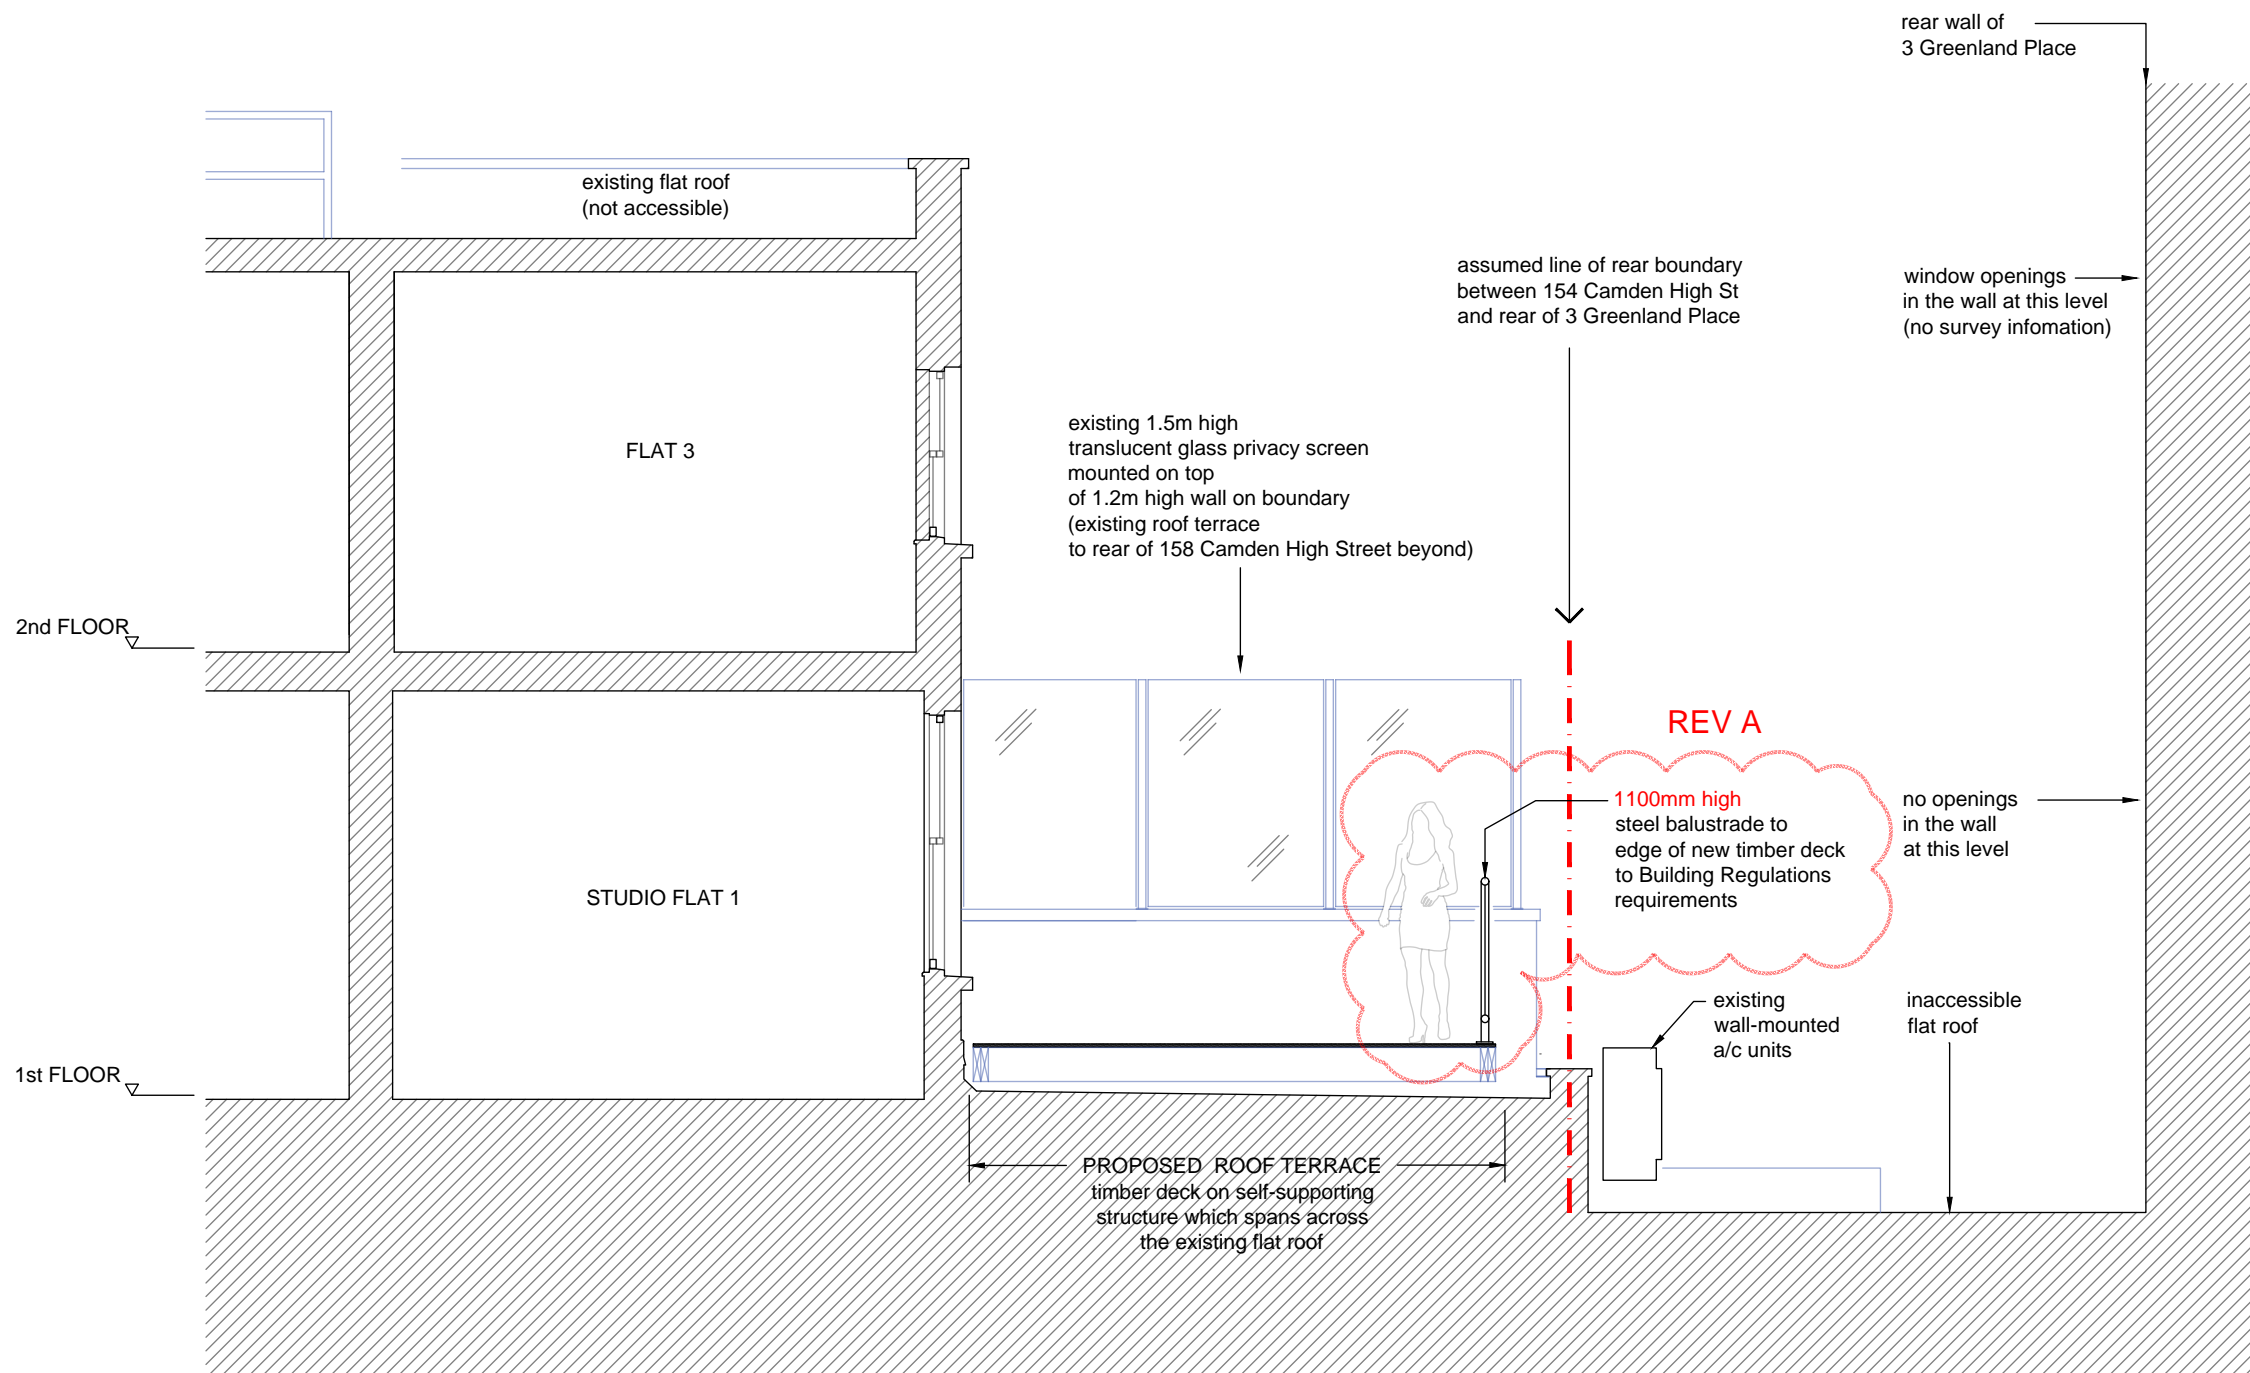 rear wall of
3 Greenland Place
existing flat roof
(not accessible)
assumed line of rear boundary
between 154 Camden High St
and rear of 3 Greenland Place
window openings
in the wall at this level
(no survey infomation)
existing 1.5m high
translucent glass privacy screen
mounted on top
of 1.2m high wall on boundary
(existing roof terrace
to rear of 158 Camden High Street beyond)
FLAT 3
2nd FLOOR
REV A
1100mm high
steel balustrade to
edge of new timber deck
to Building Regulations
requirements
no openings
in the wall
at this level
STUDIO FLAT 1
existing
wall-mounted
a/c units
inaccessible
flat roof
1st FLOOR
PROPOSED ROOF TERRACE
timber deck on self-supporting
structure which spans across
the existing flat roof